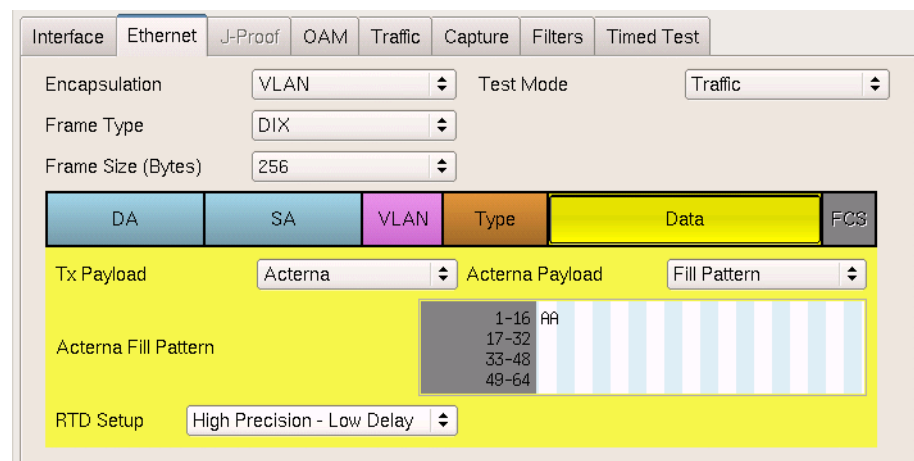 Interface Ethernet J-Proof OAM Traffic Capture Filters Timed Test
Encapsulation VLAN Test Mode Traffic
Frame Type DIX
Frame Size (Bytes) 256
DA SA VLAN Type Data FCS
Tx Payload Acterna Acterna Payload Fill Pattern
1-16 AA
17-32
Acterna Fill Pattern
33-48
49-64
RTD Setup High Precision - Low Delay